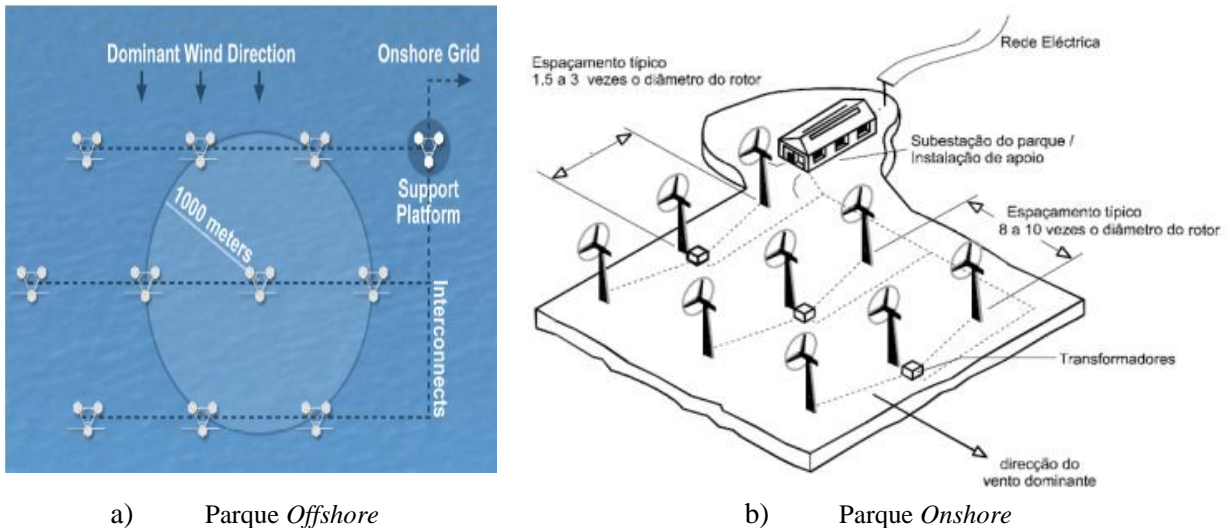 Dominant Wind Direction
Onshore Grid
1000 meters
Support
Platform
Interconnects
Rede Eléctrica
Espaçamento típico
1,5 a 3 vezes o diâmetro do rotor
Subestação do parque /
Instalação de apoio
Espaçamento típico
8 a 10 vezes o diâmetro do rotor
Transformadores
direcção do
vento dominante
a) Parque Offshore
b) Parque Onshore